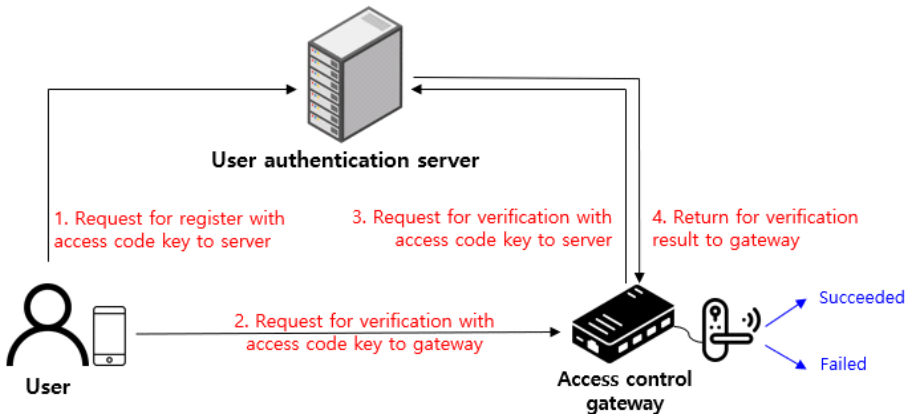 User authentication server
1. Request for register with
access code key to server
3. Request for verification with
access code key to server
4. Return for verification
result to gateway
2. Request for verification with
access code key to gateway
Succeeded
Failed
User
Access control
gateway